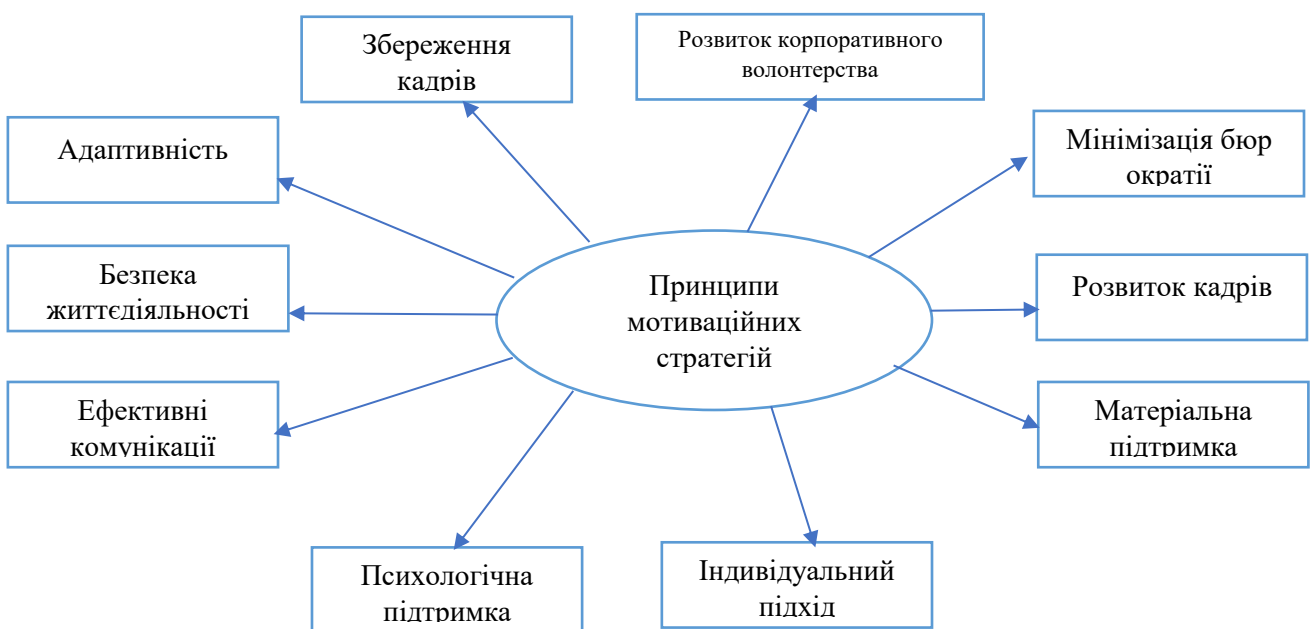 Збереження
кадрів
Розвиток корпоративного
волонтерства
Адаптивність
Мінімізація бюр
ократії
Безпека
життєдіяльності
Принципи
мотиваційних
стратегій
Розвиток кадрів
Ефективні
комунікації
Матеріальна
підтримка
Психологічна
підтримка
Індивідуальний
підхід